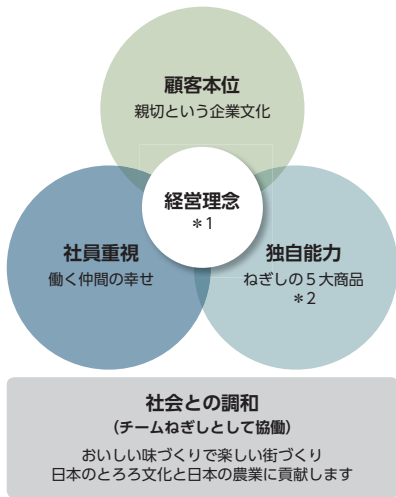 顧客本位
親切という企業文化
経営理念
＊1
社員重視
働く仲間の幸せ
独自能力
ねぎしの５大商品
＊2
社会との調和
（チームねぎしとして協働）
おいしい味づくりで楽しい街づくり
日本のとろろ文化と日本の農業に貢献します